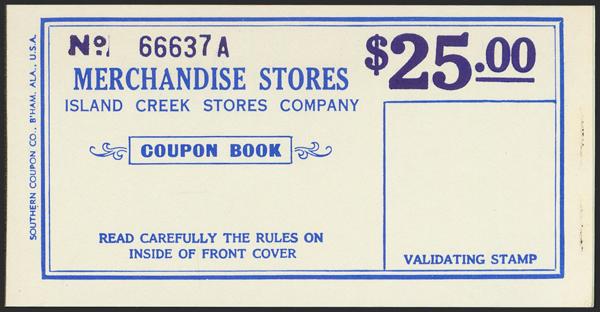 No. 66637A
$25.00
MERCHANDISE STORES
ISLAND CREEK STORES COMPANY
COUPON BOOK
READ CAREFULLY THE RULES ON
INSIDE OF FRONT COVER
VALIDATING STAMP
SOUTHERN COUPON CO., B'HAM, ALA., U.S.A.